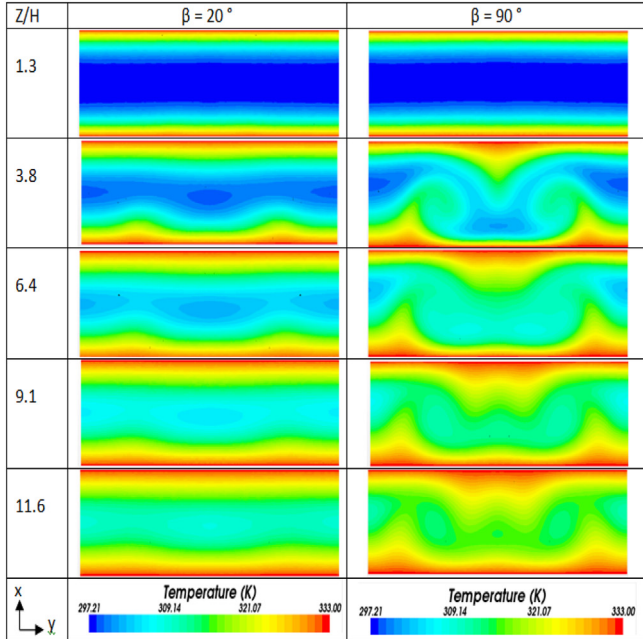 Z/H β = 20 ° β = 90 °
1.3
3.8
6.4
9.1
11.6
x Temperature (K) Temperature (K)
297.21 309.14 321.07 333.00 297.21 309.14 321.07 333.00
y